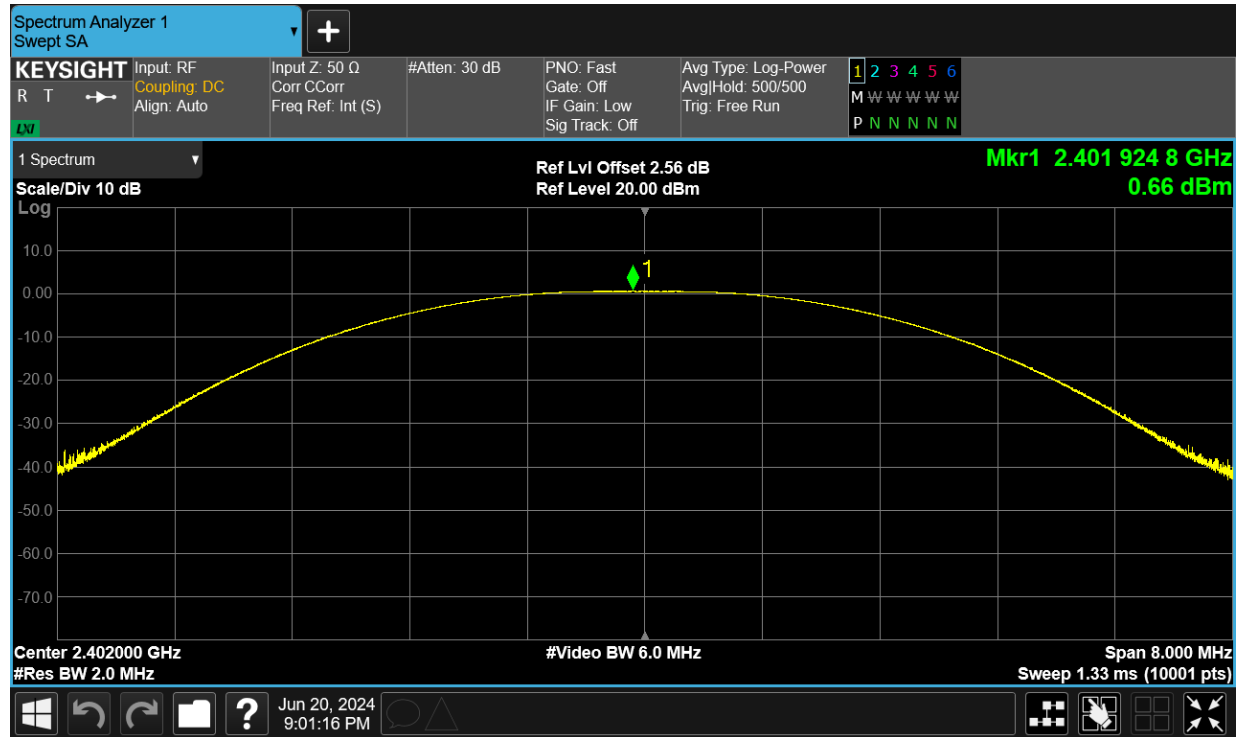 Spectrum Analyzer 1
Swept SA
+
KEYSIGHT
R T
LXI
Input: RF
Coupling: DC
Align: Auto
Input Z: 50 Ω
Corr CCorr
Freq Ref: Int (S)
#Atten: 30 dB
PNO: Fast
Gate: Off
IF Gain: Low
Sig Track: Off
Avg Type: Log-Power
Avg|Hold: 500/500
Trig: Free Run
1 2 3 4 5 6
M W W W W W
P N N N N N
1 Spectrum
Scale/Div 10 dB
Log
Ref Lvl Offset 2.56 dB
Ref Level 20.00 dBm
Mkr1 2.401 924 8 GHz
0.66 dBm
1
10.0
0.00
-10.0
-20.0
-30.0
-40.0
-50.0
-60.0
-70.0
Center 2.402000 GHz
#Res BW 2.0 MHz
#Video BW 6.0 MHz
Span 8.000 MHz
Sweep 1.33 ms (10001 pts)
?
Jun 20, 2024
9:01:16 PM